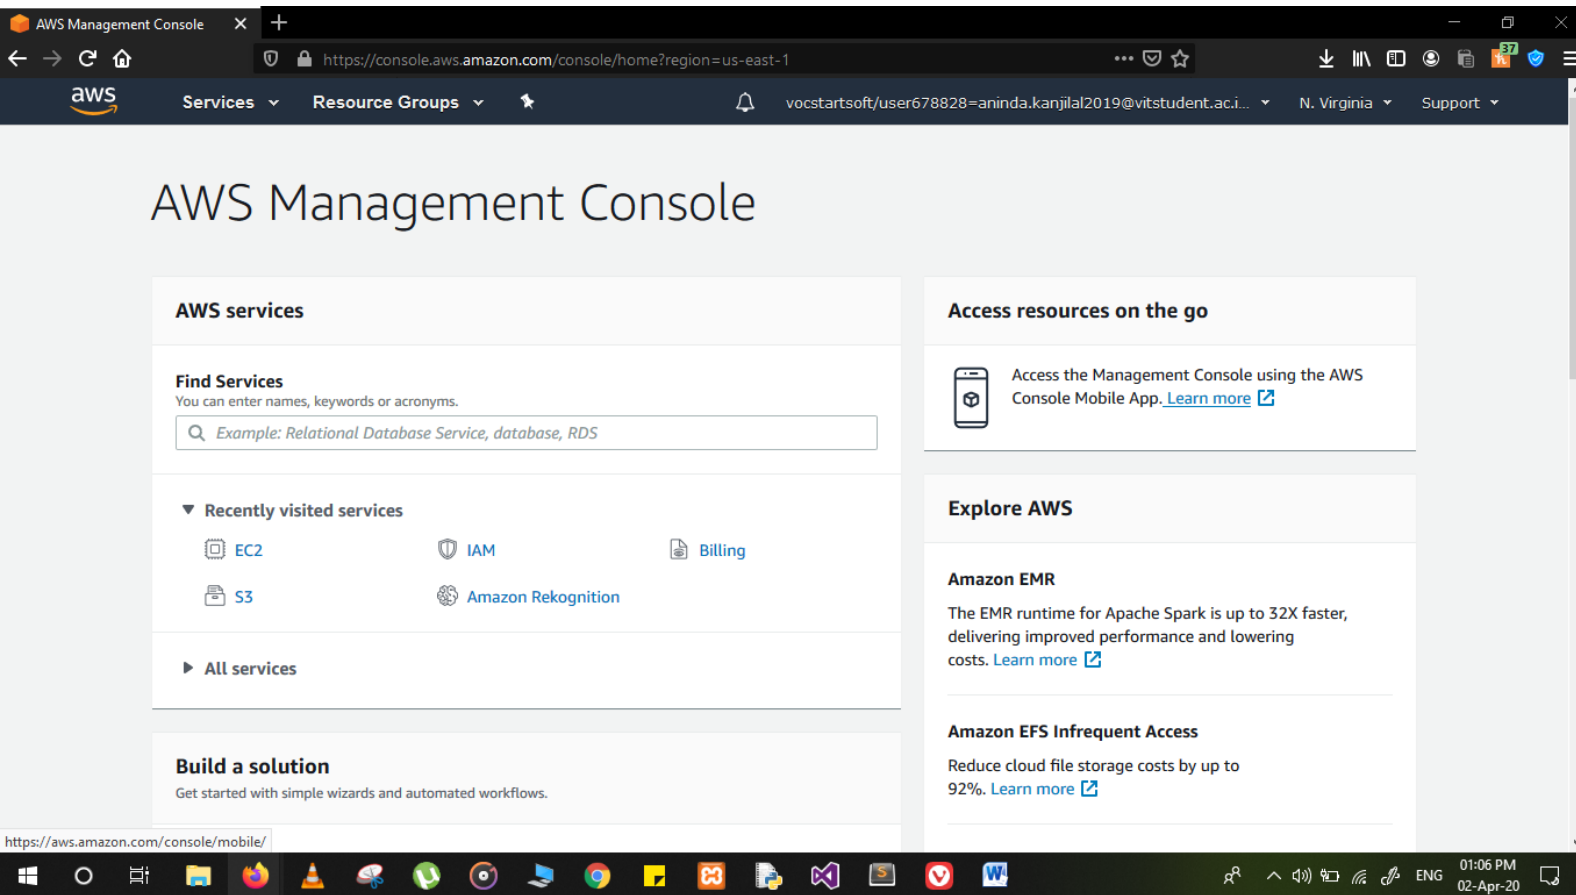 AWS Management Console
https://console.aws.amazon.com/console/home?region=us-east-1
37
aws
Services
Resource Groups
vocstartsoft/user678828=aninda.kanjilal2019@vitstudent.ac.i...
N. Virginia
Support
AWS Management Console
AWS services
Find Services
You can enter names, keywords or acronyms.
Example: Relational Database Service, database, RDS
Recently visited services
EC2
IAM
Billing
S3
Amazon Rekognition
All services
Build a solution
Get started with simple wizards and automated workflows.
Access resources on the go
Access the Management Console using the AWS
Console Mobile App. Learn more
Explore AWS
Amazon EMR
The EMR runtime for Apache Spark is up to 32X faster,
delivering improved performance and lowering
costs. Learn more
Amazon EFS Infrequent Access
Reduce cloud file storage costs by up to
92%. Learn more
https://aws.amazon.com/console/mobile/
ENG
01:06 PM
02-Apr-20